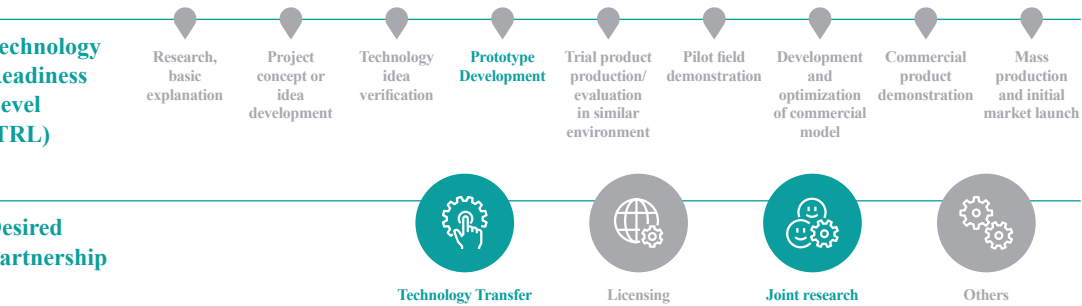 echnology
eadiness
evel
TRL)
Research,
basic
explanation
Project
concept or
idea
development
Technology
idea
verification
Prototype
Development
Trial product
production/
evaluation
in similar
environment
Pilot field
demonstration
Development
and
optimization
of commercial
model
Commercial
product
demonstration
Mass
production
and initial
market launch
esired
artnership
Technology Transfer
Licensing
Joint research
Others